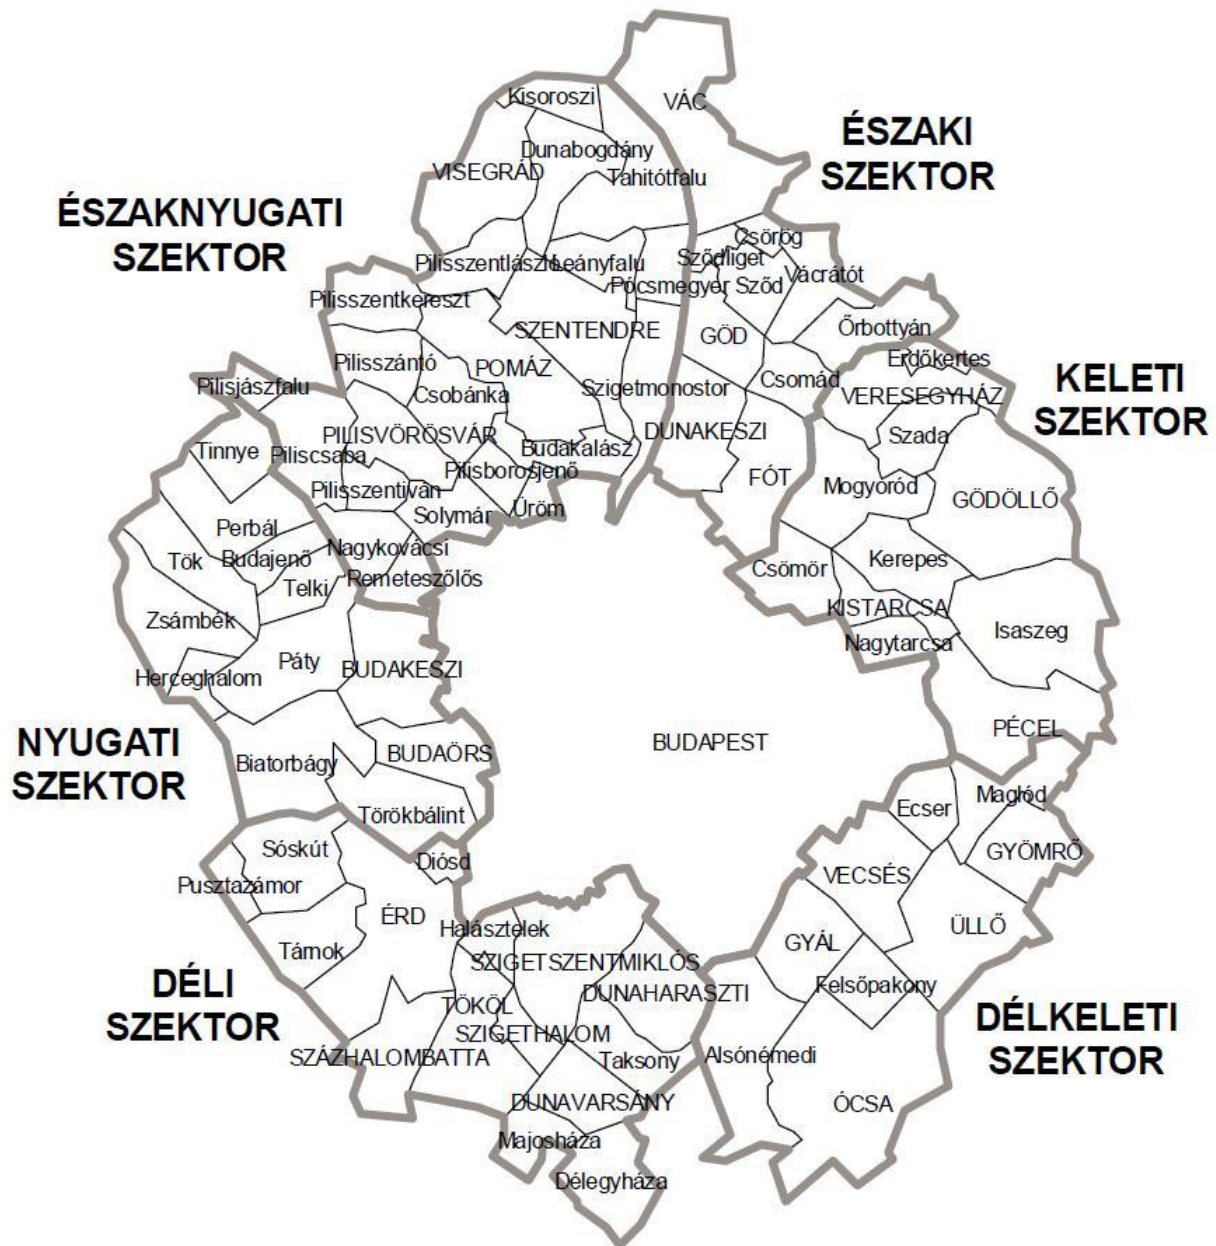 Kisoroszi
VÁC
ÉSZAKI
SZEKTOR
Dunabogdány
VISEGRÁD
Tahitótfalu
ÉSZAKNYUGATI
SZEKTOR
Csörög
Sződliget
Pilisszentlászló
Leányfalu
Vácrátót
Pócsmegyer
Sződ
Pilisszentkereszt
SZENTENDRE
GÖD
Őrbottyán
Erdőkertes
Pilisszántó
POMÁZ
Csomád
KELETI
SZEKTOR
Pilisjászfalu
Csobánka
Szigetmonostor
VERESEGYHÁZ
PILISVÖRÖSVÁR
DUNAKESZI
Szada
Tinnye
Piliscsaba
Budakalász
Pilisborosjenő
FÓT
Mogyoród
Pilisszentiván
GÖDÖLLŐ
Solymár
Üröm
Perbál
Nagykovácsi
Budajenő
Kerepes
Tök
Csömör
Telki
Remeteszőlős
KISTARCSA
Zsámbék
Isaszeg
Nagytarcsa
Páty
BUDAKESZI
Herceghalom
NYUGATI
SZEKTOR
PÉCEL
BUDAPEST
BUDAÖRS
Biatorbágy
Maglód
Ecser
Törökbálint
Sóskút
GYÖMRŐ
Diósd
VECSÉS
Pusztazámor
ÉRD
Halásztelek
ÜLLŐ
GYÁL
Tárnok
SZIGETSZENTMIKLÓS
DÉLI
SZEKTOR
Felsőpakony
DUNAHARASZTI
TÖKÖL
DÉLKELETI
SZEKTOR
SZIGETHALOM
SZÁZHALOMBATTA
Taksony
Alsónémedi
DUNAVARSÁNY
ÓCSA
Majosháza
Délegyháza